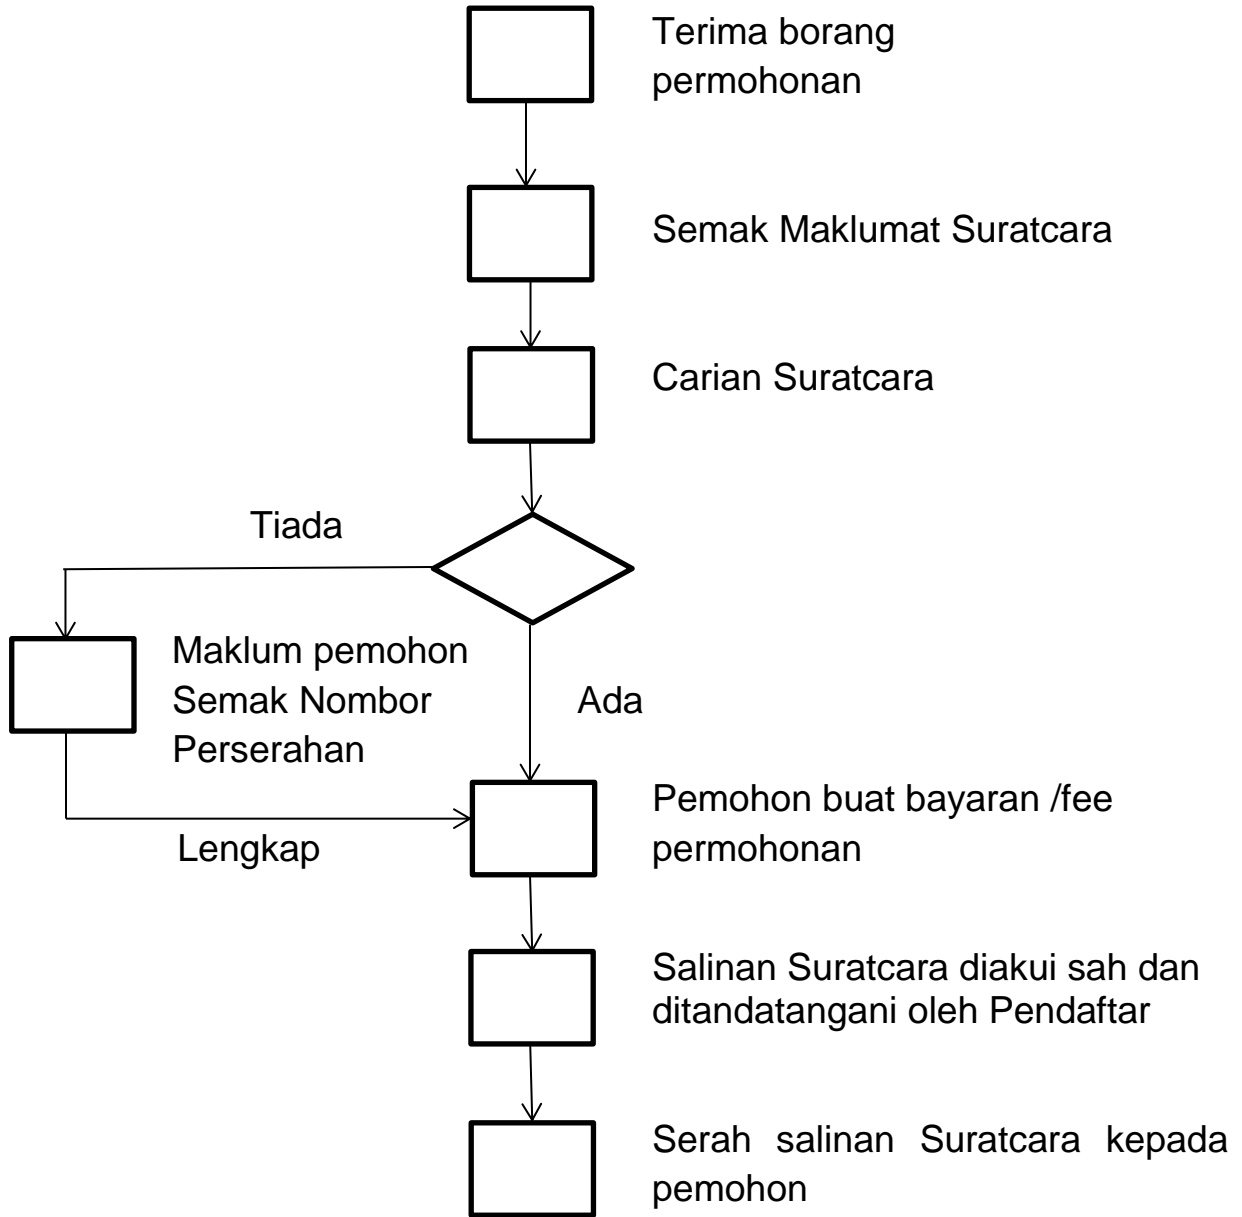 Terima borang
permohonan
Semak Maklumat Suratcara
Carian Suratcara
Tiada
Maklum pemohon
Semak Nombor
Perserahan
Ada
Lengkap
Pemohon buat bayaran /fee
permohonan
Salinan Suratcara diakui sah dan
ditandatangani oleh Pendaftar
Serah salinan Suratcara kepada
pemohon